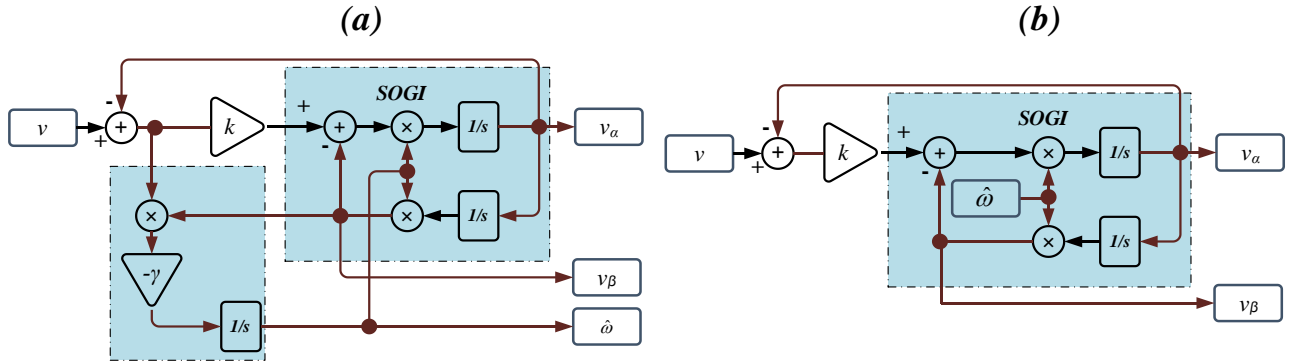 (a)
SOGI
-
v
+
+
k
+
+
-
×
1/s
vα
×
×
1/s
-γ
1/s
vβ
ω̂
(b)
SOGI
-
v
+
+
k
+
+
-
×
1/s
vα
ω̂
×
1/s
vβ